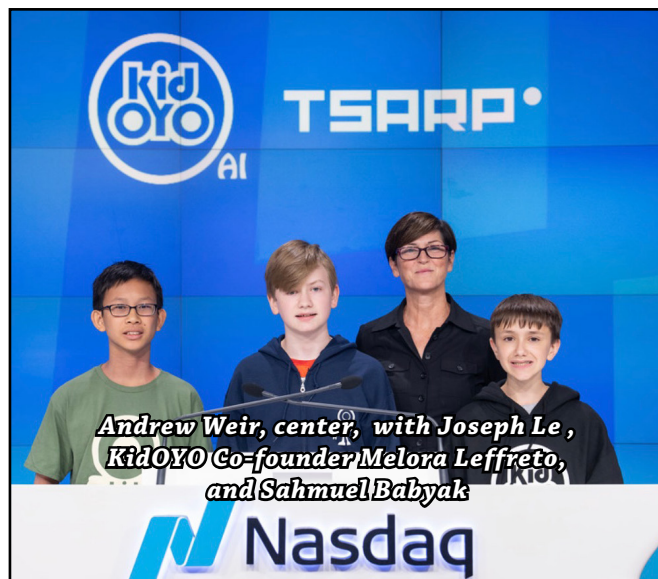 kid
OYO
AI
TSARP
Andrew Weir, center, with Joseph Le ,
KidOYO Co-founder Melora Leffreto,
and Sahmuel Babyak
Kid
Nasdaq